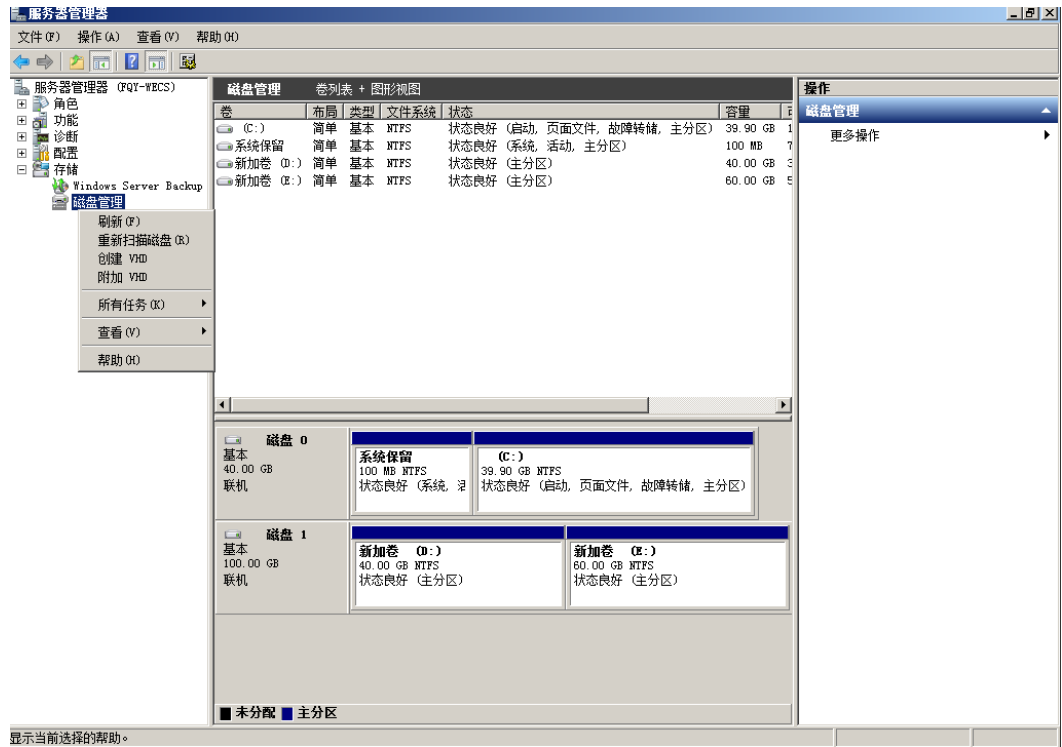 服务器管理器
文件(F) 操作(A) 查看(V) 帮助(H)
服务器管理器 (FQY-WECS)
角色
功能
诊断
配置
存储
Windows Server Backup
磁盘管理
刷新(F)
重新扫描磁盘(R)
创建 VHD
附加 VHD
所有任务(K)
查看(V)
帮助(H)
磁盘管理 卷列表 + 图形视图
卷 布局 类型 文件系统 状态 容量
(C:) 简单 基本 NTFS 状态良好 (启动, 页面文件, 故障转储, 主分区) 39.90 GB 1
系统保留 简单 基本 NTFS 状态良好 (系统, 活动, 主分区) 100 MB 7
新加卷 (D:) 简单 基本 NTFS 状态良好 (主分区) 40.00 GB 3
新加卷 (E:) 简单 基本 NTFS 状态良好 (主分区) 60.00 GB 5
磁盘 0
基本
40.00 GB
联机
系统保留
100 MB NTFS
状态良好 (系统, 活
(C:)
39.90 GB NTFS
状态良好 (启动, 页面文件, 故障转储, 主分区)
磁盘 1
基本
100.00 GB
联机
新加卷 (D:)
40.00 GB NTFS
状态良好 (主分区)
新加卷 (E:)
60.00 GB NTFS
状态良好 (主分区)
未分配 主分区
操作
磁盘管理
更多操作
显示当前选择的帮助。